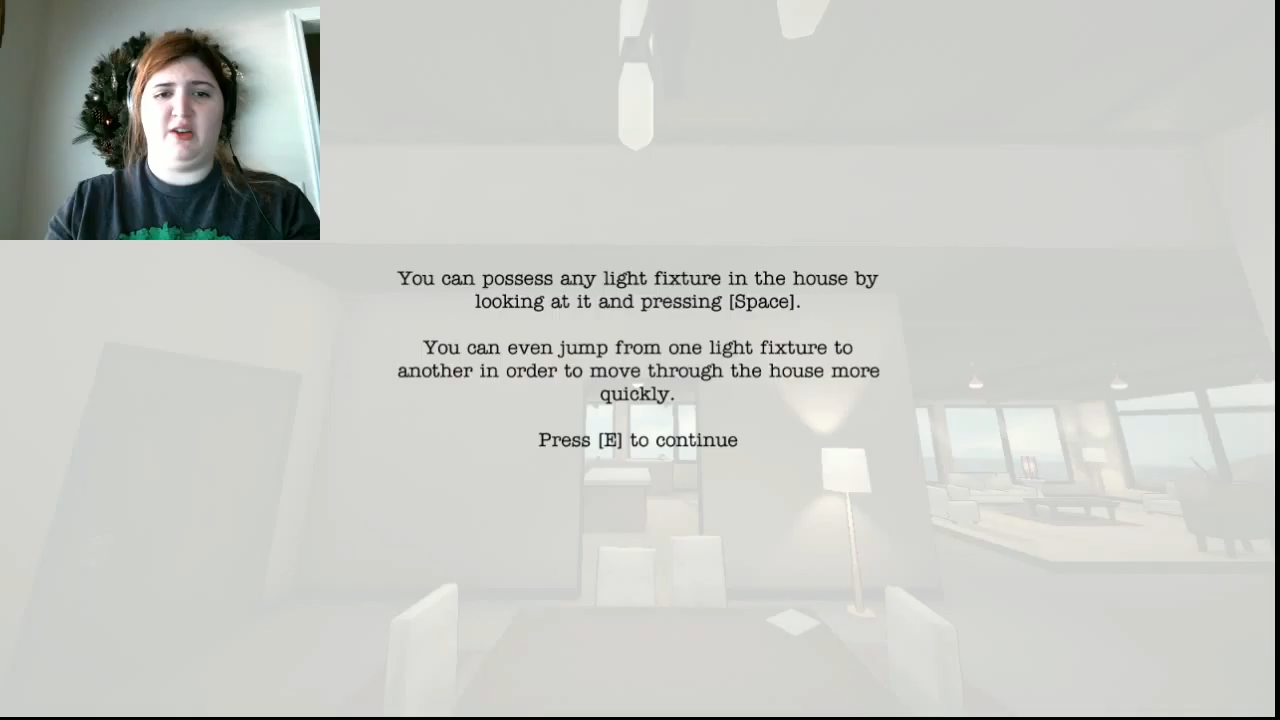 You can possess any light fixture in the house by
looking at it and pressing [Space].
You can even jump from one light fixture to
another in order to move through the house more
quickly.
Press [E] to continue